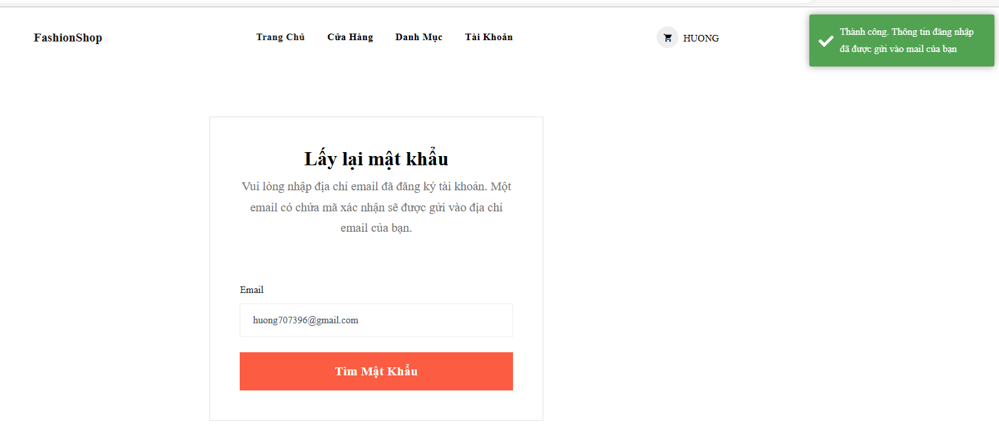 FashionShop
Trang Chủ
Cửa Hàng
Danh Mục
Tài Khoản
HUONG
Thành công. Thông tin đăng nhập
đã được gửi vào mail của bạn
Lấy lại mật khẩu
Vui lòng nhập địa chỉ email đã đăng ký tài khoản. Một
email có chứa mã xác nhận sẽ được gửi vào địa chỉ
email của bạn.
Email
huong707396@gmail.com
Tìm Mật Khẩu